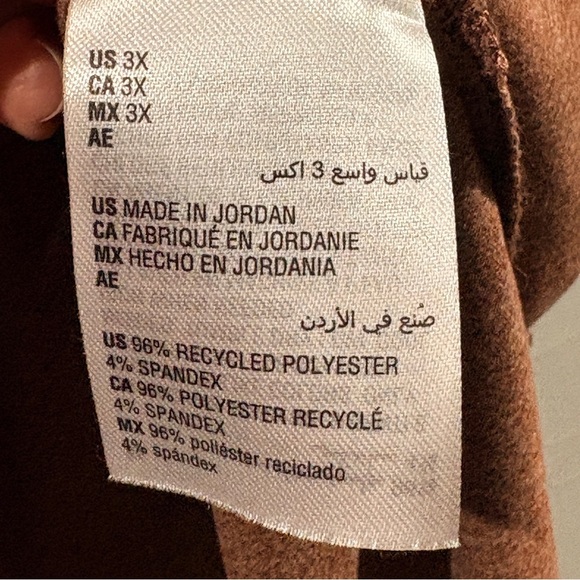 US 3X
CA 3X
MX 3X
AE
قياس واسع 3 اكس
US MADE IN JORDAN
CA FABRIQUÉ EN JORDANIE
MX HECHO EN JORDANIA
AE
صُنع في الأردن
US 96% RECYCLED POLYESTER
4% SPANDEX
CA 96% POLYESTER RECYCLÉ
4% SPANDEX
MX 96% poliéster reciclado
4% spándex